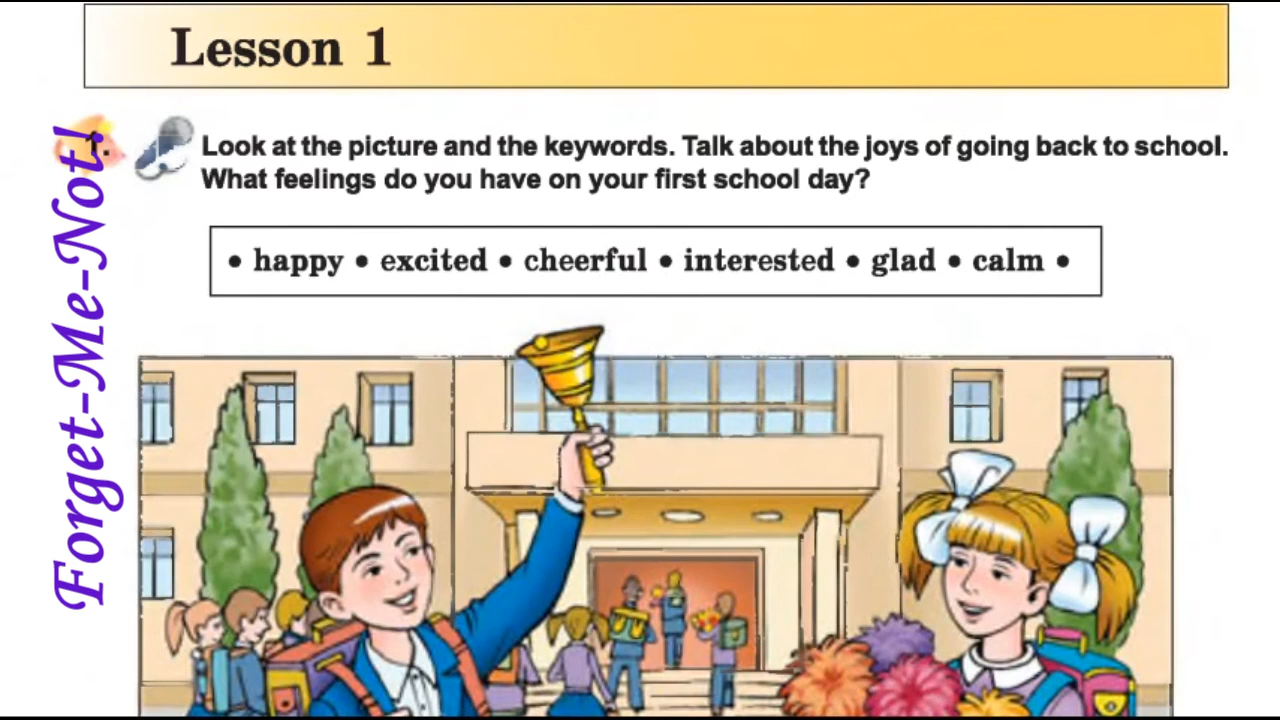 Lesson 1
Forget-Me-Not!
1.
Look at the picture and the keywords. Talk about the joys of going back to school.
What feelings do you have on your first school day?
• happy • excited • cheerful • interested • glad • calm •